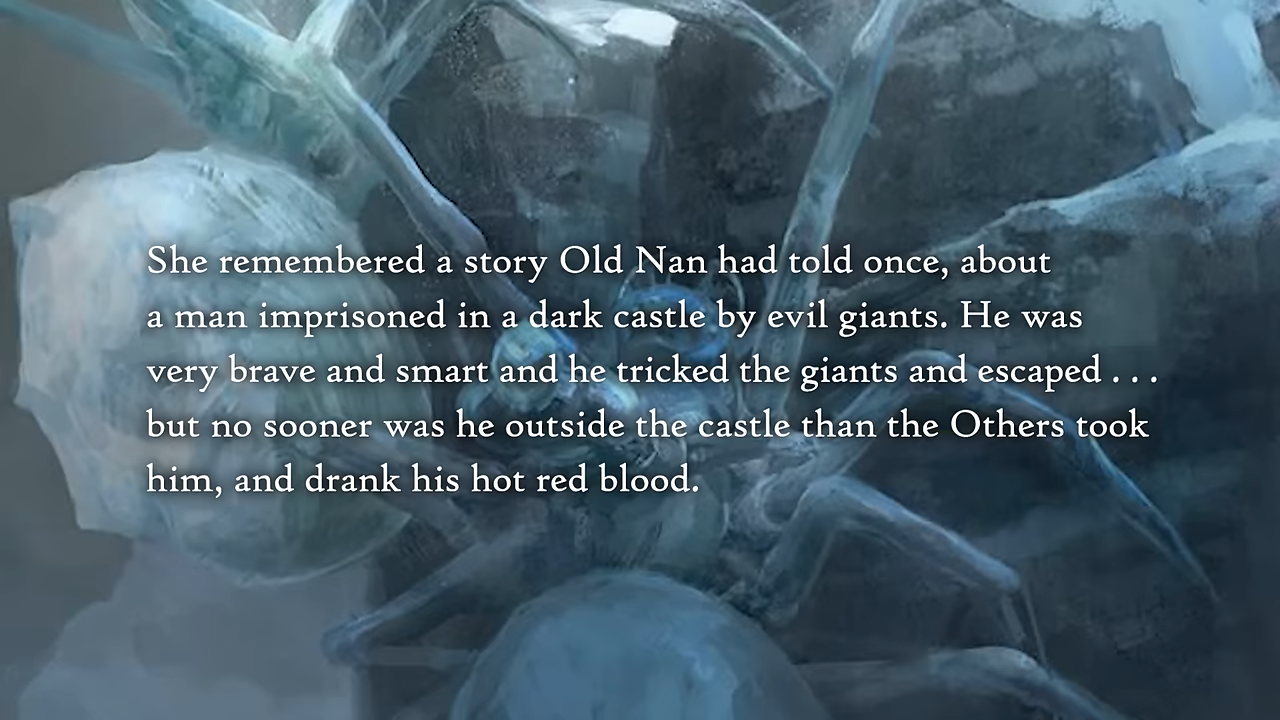 She remembered a story Old Nan had told once, about
a man imprisoned in a dark castle by evil giants. He was
very brave and smart and he tricked the giants and escaped . . .
but no sooner was he outside the castle than the Others took
him, and drank his hot red blood.